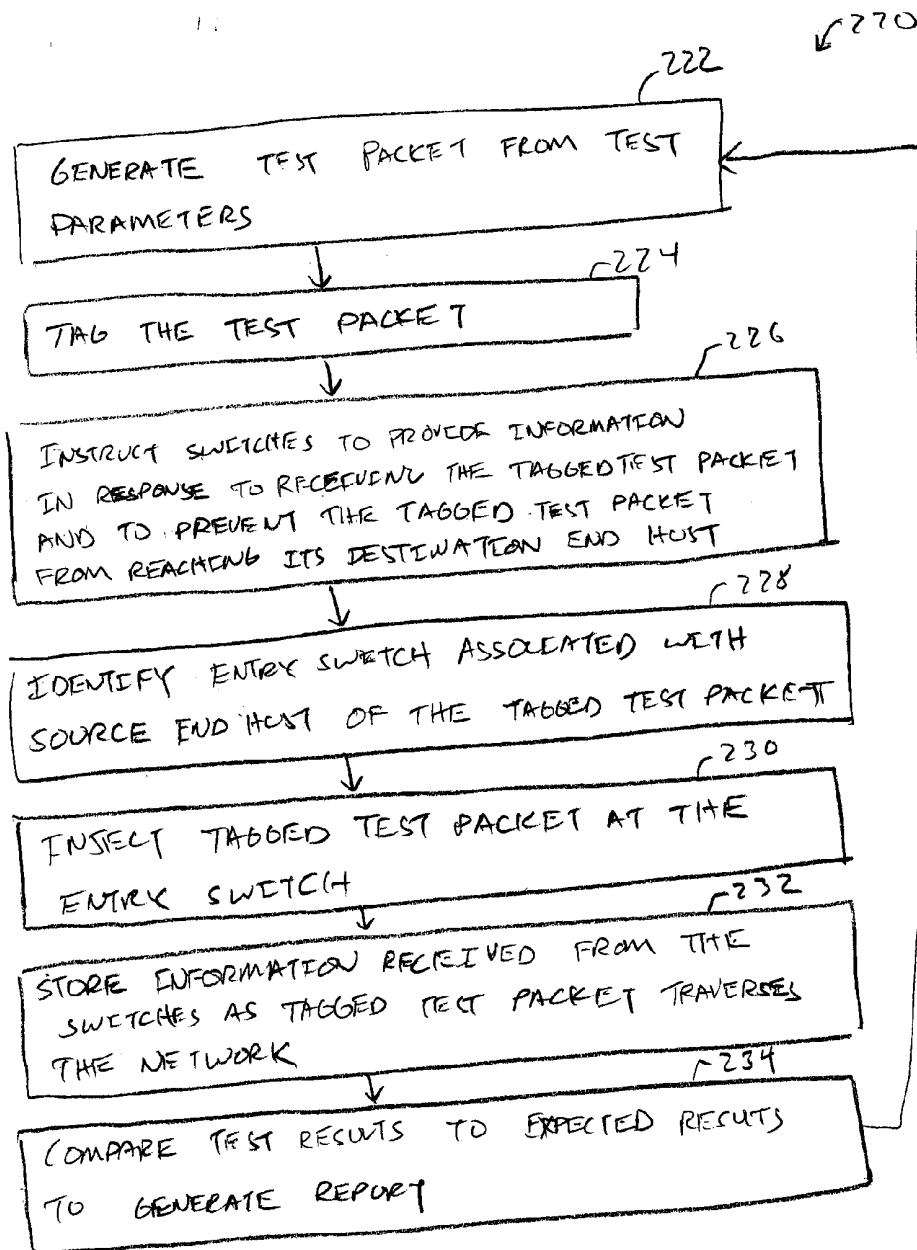 220
222
GENERATE TEST PACKET FROM TEST
PARAMETERS
224
TAG THE TEST PACKET
226
INSTRUCT SWITCHES TO PROVIDE INFORMATION
IN RESPONSE TO RECEIVING THE TAGGED TEST PACKET
AND TO PREVENT THE TAGGED TEST PACKET
FROM REACHING ITS DESTINATION END HOST
228
IDENTIFY ENTRY SWITCH ASSOCIATED WITH
SOURCE END HOST OF THE TAGGED TEST PACKET
230
INJECT TAGGED TEST PACKET AT THE
ENTRY SWITCH
232
STORE INFORMATION RECEIVED FROM THE
SWITCHES AS TAGGED TEST PACKET TRAVERSES
THE NETWORK
234
COMPARE TEST RESULTS TO EXPECTED RESULTS
TO GENERATE REPORT